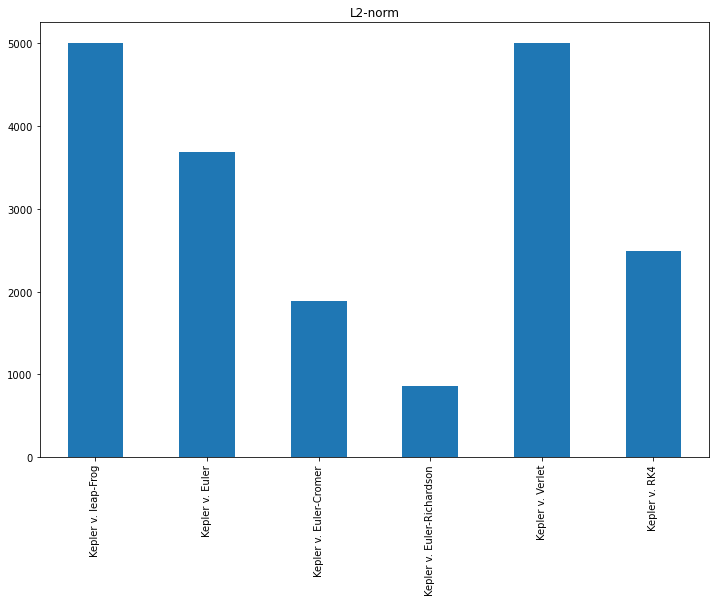 L2-norm
5000
4000
3000
2000
1000
0
Kepler v. leap-Frog
Kepler v. Euler
Kepler v. Euler-Cromer
Kepler v. Euler-Richardson
Kepler v. Verlet
Kepler v. RK4